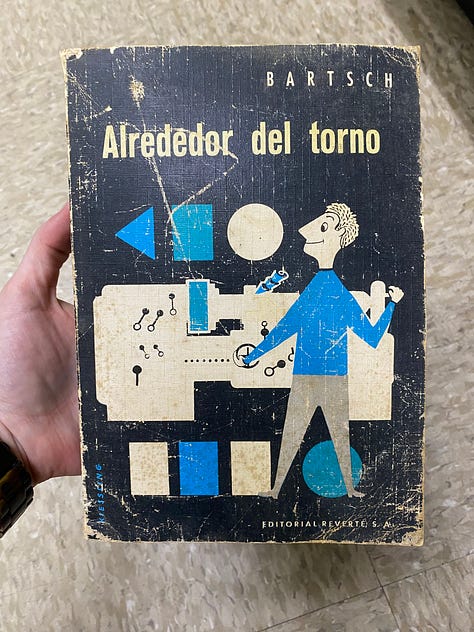 BARTSCH
Alrededor del torno
EDITORIAL REVERTÉ, S. A.